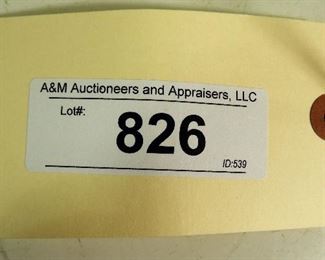 A&M Auctioneers and Appraisers, LLC
Lot#:
826
ID:539